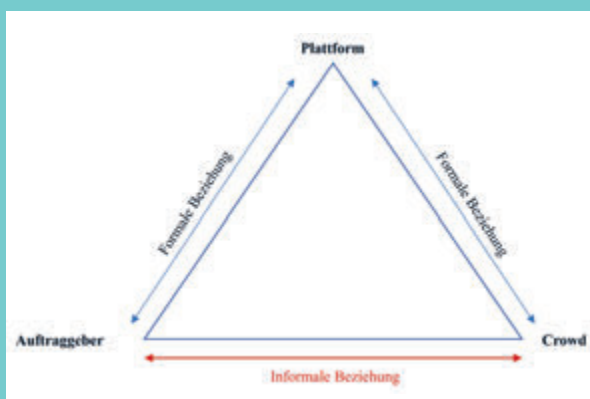 Plattform
Formale Beziehung
Formale Beziehung
Auftraggeber
Crowd
Informale Beziehung